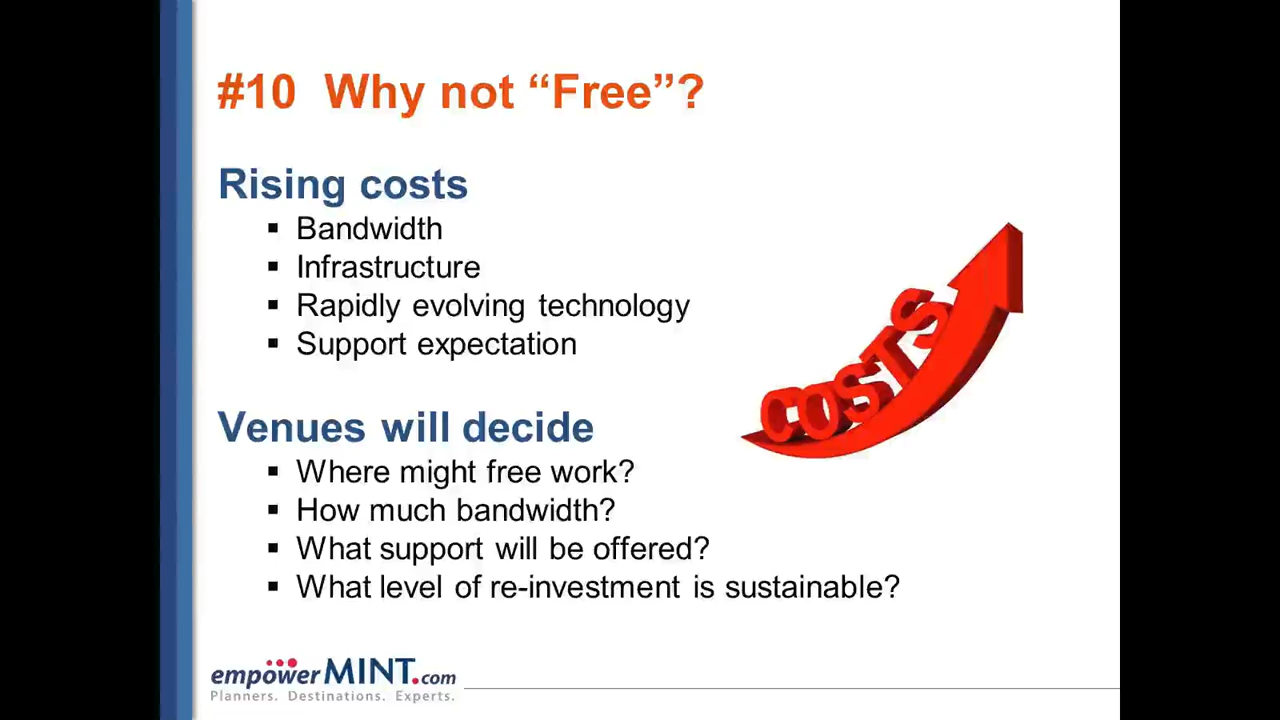 #10 Why not “Free”?
Rising costs
▪ Bandwidth
▪ Infrastructure
▪ Rapidly evolving technology
▪ Support expectation
COSTS
Venues will decide
▪ Where might free work?
▪ How much bandwidth?
▪ What support will be offered?
▪ What level of re-investment is sustainable?
empowerMINT.com
Planners. Destinations. Experts.